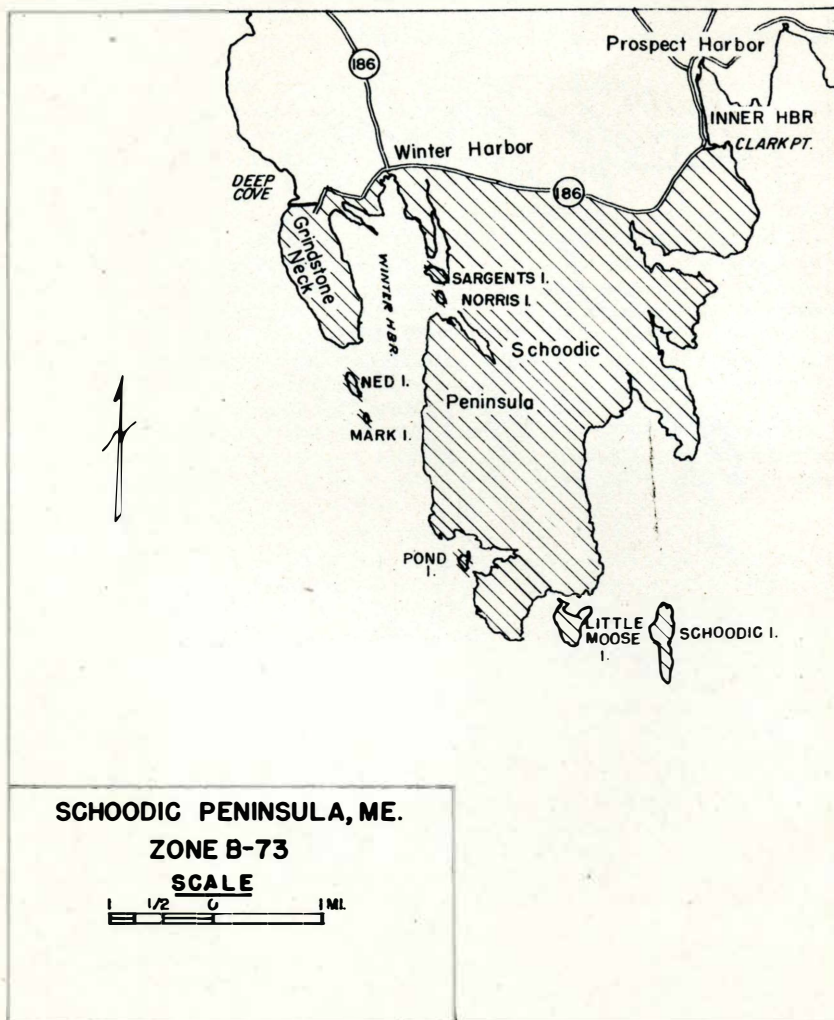 186
Prospect Harbor
INNER HBR
CLARK PT.
Winter Harbor
DEEP
COVE
186
Grindstone
Neck
WINTER HBR.
SARGENTS I.
NORRIS I.
Schoodic
NED I.
Peninsula
MARK I.
POND
I.
LITTLE
MOOSE
I.
SCHOODIC I.
SCHOODIC PENINSULA, ME.
ZONE B-73
SCALE
1 1/2 0 1 MI.